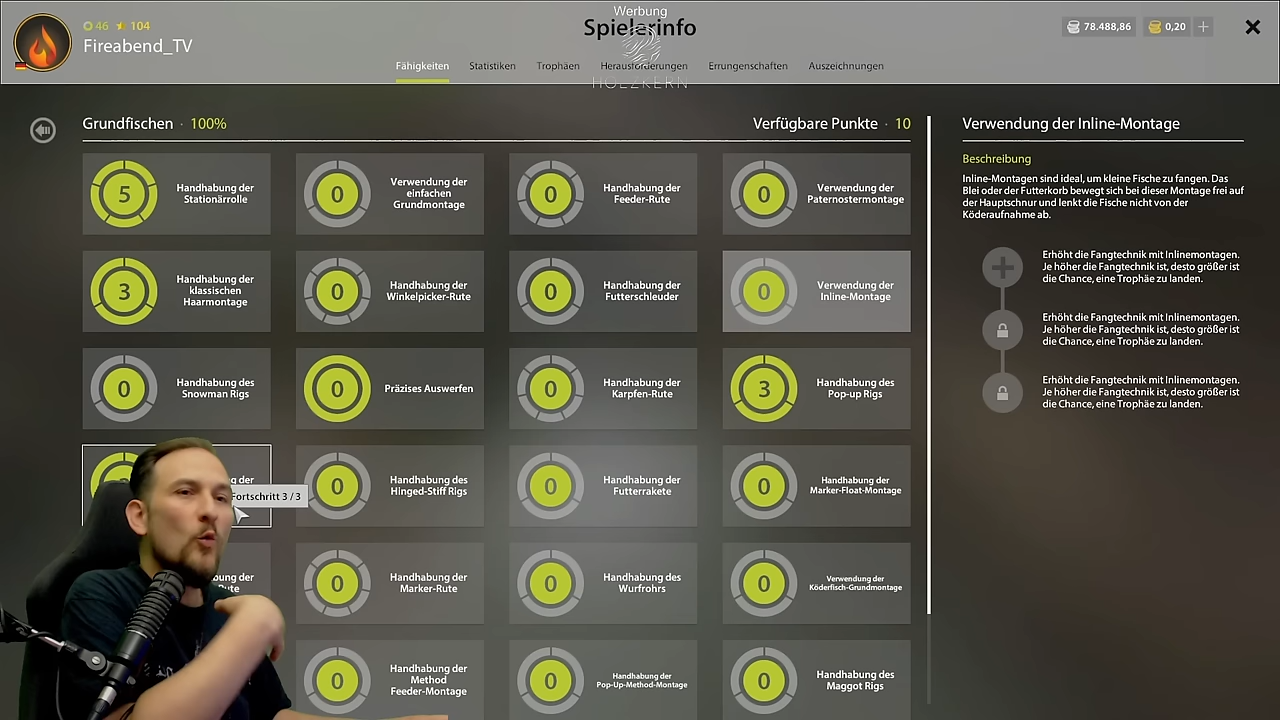 Werbung
46 104
Spielerinfo
78.488,86
0,20
Fireabend_TV
Fähigkeiten
Statistiken
Trophäen
Herausforderungen
Errungenschaften
Auszeichnungen
HOLZKERN
Grundfischen · 100%
Verfügbare Punkte · 10
5
Handhabung der
Stationärrolle
0
Verwendung der
einfachen
Grundmontage
0
Handhabung der
Feeder-Rute
0
Verwendung der
Paternostermontage
3
Handhabung der
klassischen
Haarmontage
0
Handhabung der
Winkelpicker-Rute
0
Handhabung der
Futterschleuder
0
Verwendung der
Inline-Montage
0
Handhabung des
Snowman Rigs
0
Präzises Auswerfen
0
Handhabung der
Karpfen-Rute
3
Handhabung des
Pop-up Rigs
Fortschritt 3 / 3
0
Handhabung des
Hinged-Stiff Rigs
0
Handhabung der
Futterrakete
0
Handhabung der
Marker-Float-Montage
0
Handhabung der
Marker-Rute
0
Handhabung des
Wurfrohrs
0
Verwendung der
Köderfisch-Grundmontage
0
Handhabung der
Method
Feeder-Montage
0
Handhabung der
Pop-Up-Method-Montage
0
Handhabung des
Maggot Rigs
Verwendung der Inline-Montage
Beschreibung
Inline-Montagen sind ideal, um kleine Fische zu fangen. Das
Blei oder der Futterkorb bewegt sich bei dieser Montage frei auf
der Hauptschnur und lenkt die Fische nicht von der
Köderaufnahme ab.
Erhöht die Fangtechnik mit Inlinemontagen.
Je höher die Fangtechnik ist, desto größer ist
die Chance, eine Trophäe zu landen.
Erhöht die Fangtechnik mit Inlinemontagen.
Je höher die Fangtechnik ist, desto größer ist
die Chance, eine Trophäe zu landen.
Erhöht die Fangtechnik mit Inlinemontagen.
Je höher die Fangtechnik ist, desto größer ist
die Chance, eine Trophäe zu landen.